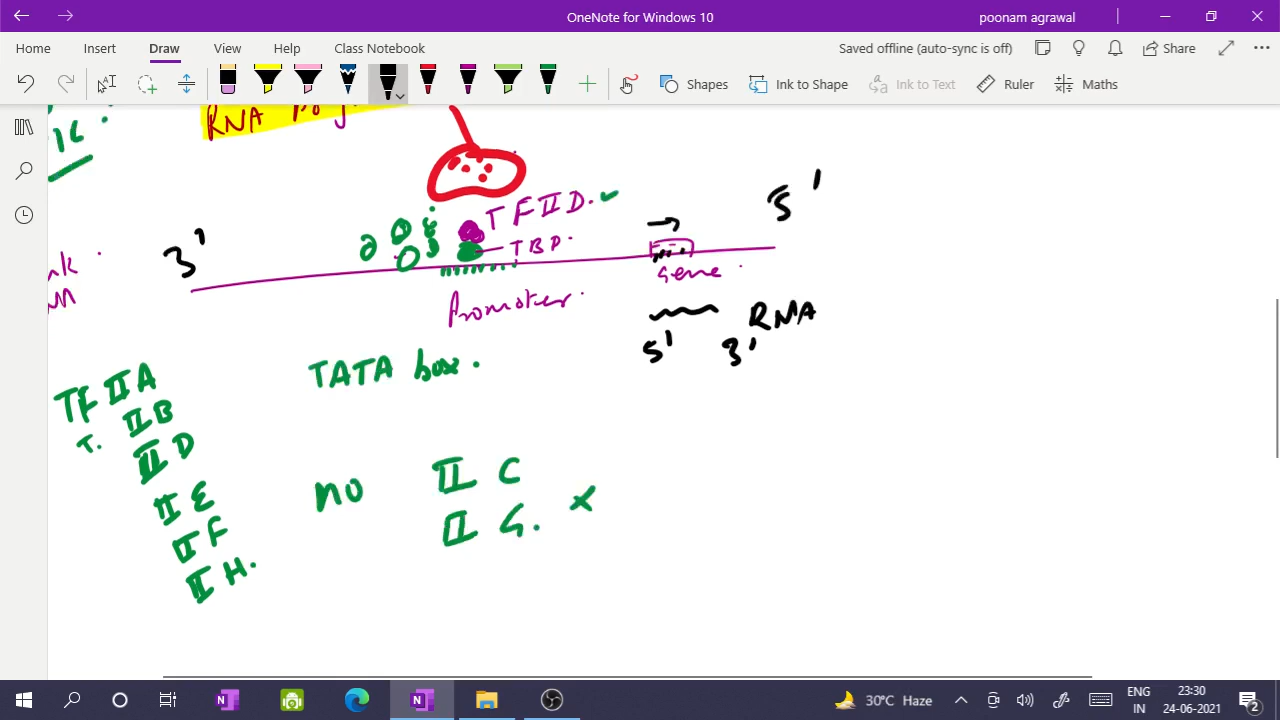 OneNote for Windows 10
poonam agrawal
Home Insert Draw View Help Class Notebook
Saved offline (auto-sync is off)
Share
Shapes Ink to Shape Ink to Text Ruler Maths
IIC.
RNA
5'
TFIID.
3'
TBP.
Gene
Promoter.
RNA
5' 3'
TATA box.
TFIIA
T. IIB
IID
IIE
IIF
IIH.
no II C
II G.
30°C Haze
ENG
IN
23:30
24-06-2021
2